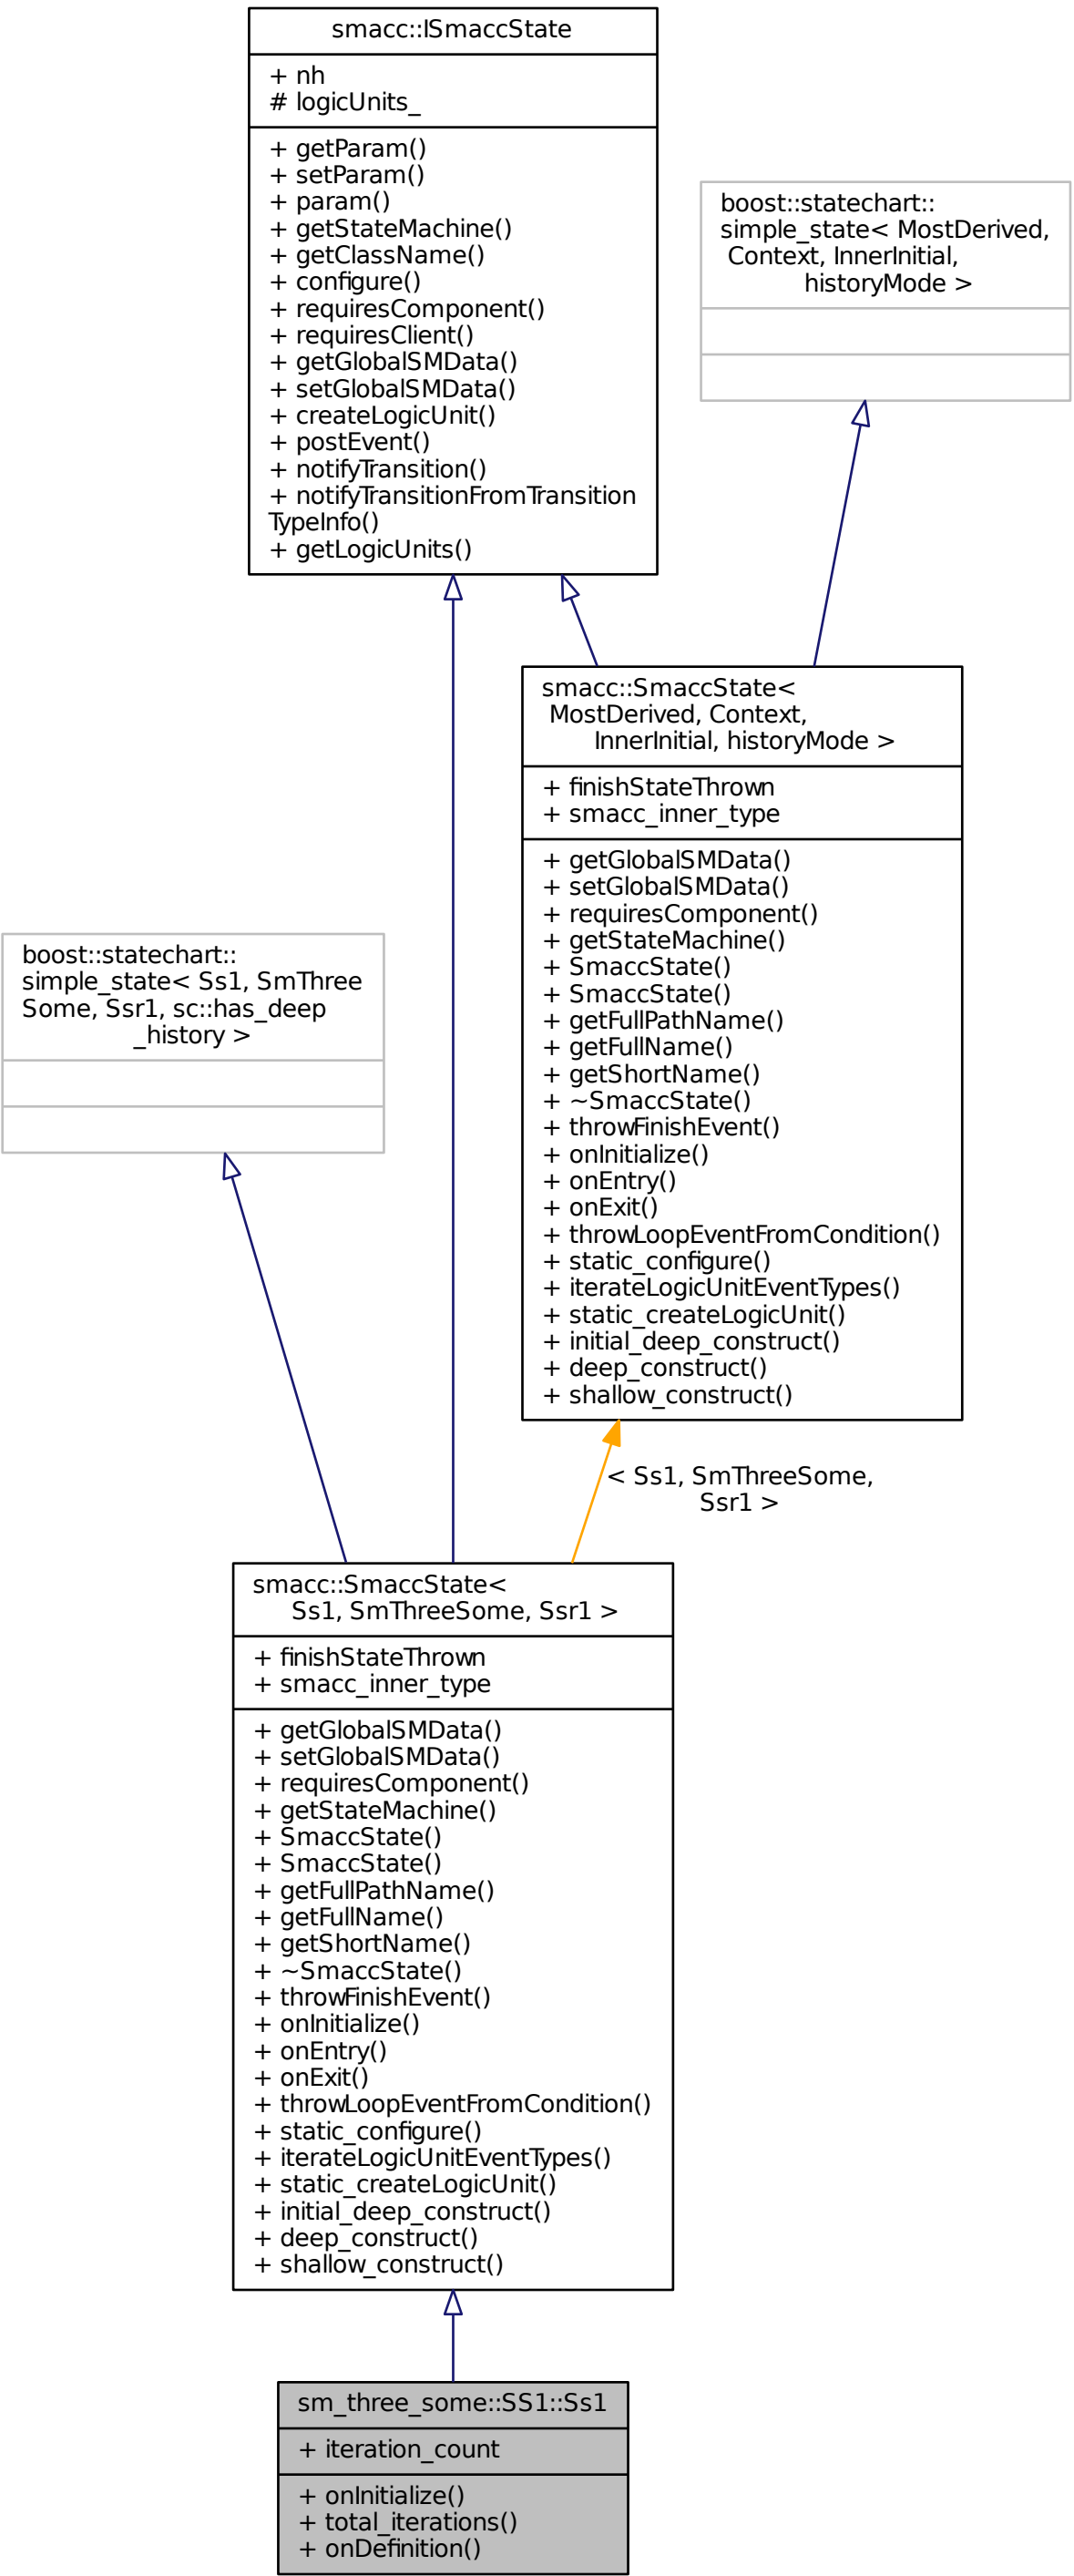 smacc::ISmaccState
+ nh
# logicUnits_
+ getParam()
+ setParam()
+ param()
+ getStateMachine()
+ getClassName()
+ configure()
+ requiresComponent()
+ requiresClient()
+ getGlobalSMData()
+ setGlobalSMData()
+ createLogicUnit()
+ postEvent()
+ notifyTransition()
+ notifyTransitionFromTransition
TypeInfo()
+ getLogicUnits()
boost::statechart::
simple_state< MostDerived,
Context, InnerInitial,
historyMode >
smacc::SmaccState<
MostDerived, Context,
InnerInitial, historyMode >
+ finishStateThrown
+ smacc_inner_type
+ getGlobalSMData()
+ setGlobalSMData()
+ requiresComponent()
+ getStateMachine()
+ SmaccState()
+ SmaccState()
+ getFullPathName()
+ getFullName()
+ getShortName()
+ ~SmaccState()
+ throwFinishEvent()
+ onInitialize()
+ onEntry()
+ onExit()
+ throwLoopEventFromCondition()
+ static_configure()
+ iterateLogicUnitEventTypes()
+ static_createLogicUnit()
+ initial_deep_construct()
+ deep_construct()
+ shallow_construct()
boost::statechart::
simple_state< Ss1, SmThree
Some, Ssr1, sc::has_deep
_history >
< Ss1, SmThreeSome,
Ssr1 >
smacc::SmaccState<
Ss1, SmThreeSome, Ssr1 >
+ finishStateThrown
+ smacc_inner_type
+ getGlobalSMData()
+ setGlobalSMData()
+ requiresComponent()
+ getStateMachine()
+ SmaccState()
+ SmaccState()
+ getFullPathName()
+ getFullName()
+ getShortName()
+ ~SmaccState()
+ throwFinishEvent()
+ onInitialize()
+ onEntry()
+ onExit()
+ throwLoopEventFromCondition()
+ static_configure()
+ iterateLogicUnitEventTypes()
+ static_createLogicUnit()
+ initial_deep_construct()
+ deep_construct()
+ shallow_construct()
sm_three_some::SS1::Ss1
+ iteration_count
+ onInitialize()
+ total_iterations()
+ onDefinition()